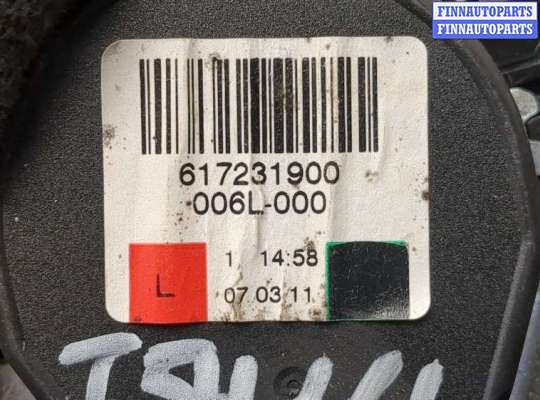 FINNAUTOPARTS
FINNAUTOPARTS
617231900
006L-000
1 14:58
L
07 03 11